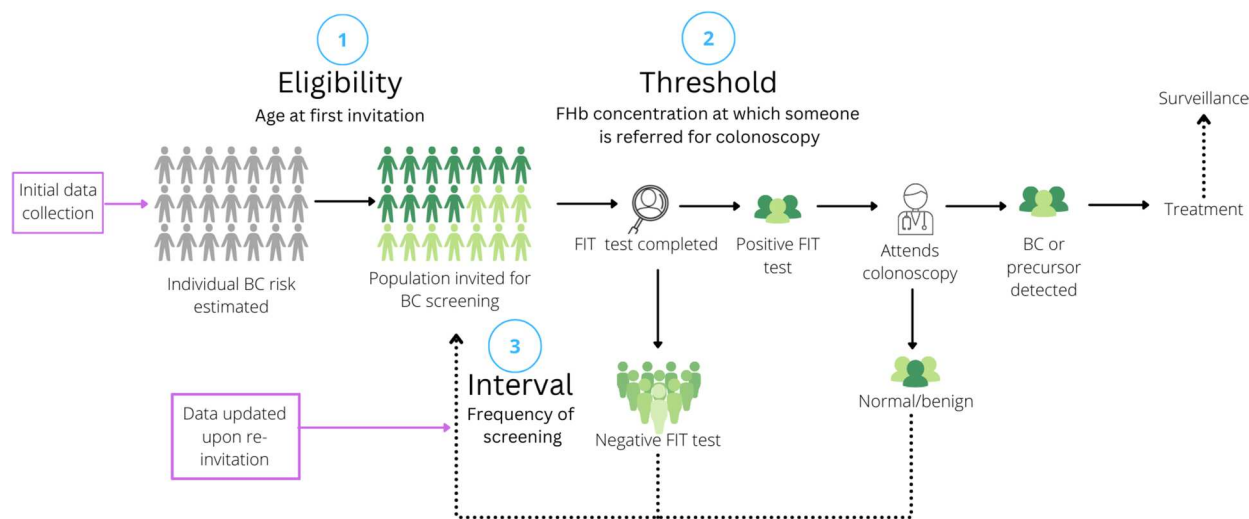 1
Eligibility
Age at first invitation
2
Threshold
FHb concentration at which someone
is referred for colonoscopy
Surveillance
Initial data
collection
Individual BC risk
estimated
Population invited for
BC screening
FIT test completed
Positive FIT
test
Attends
colonoscopy
BC or
precursor
detected
Treatment
3
Interval
Frequency of
screening
Data updated
upon re-
invitation
Negative FIT test
Normal/benign